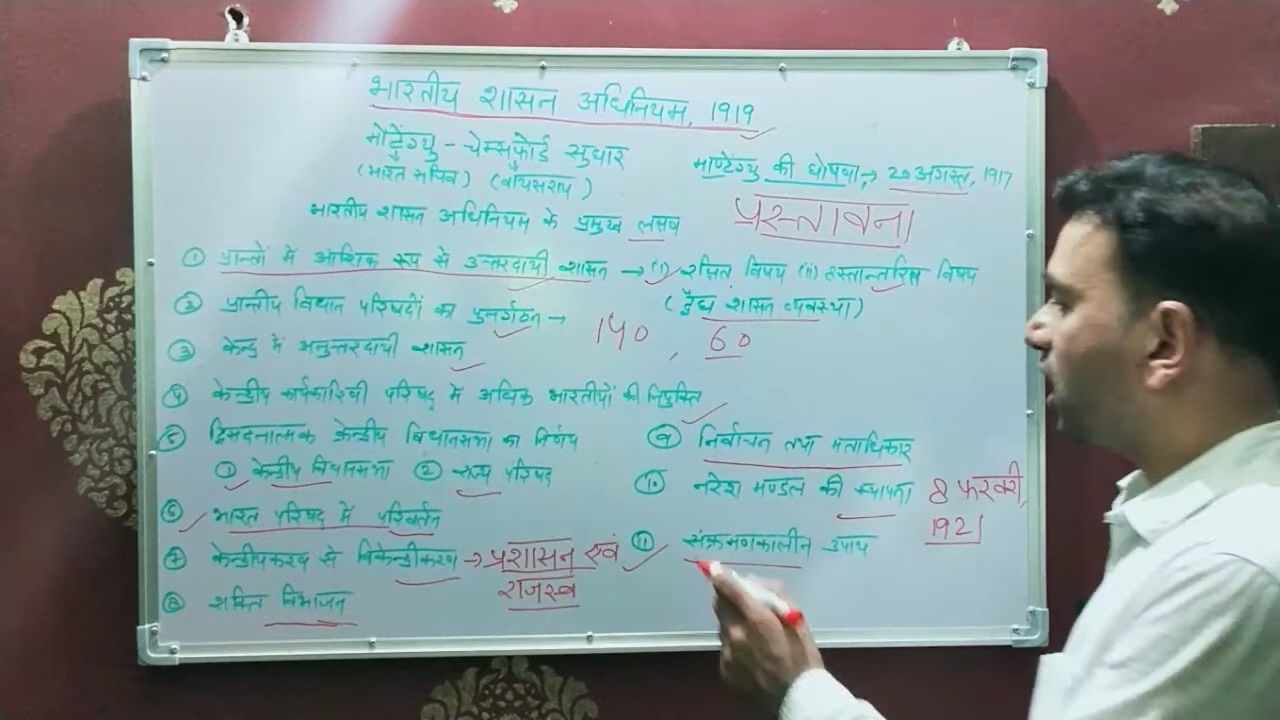 भारतीय शासन अधिनियम, 1919
मोंटेंग्यु - चेम्सफोर्ड सुधार
(भारत सचिव) (वायसराय)
माण्टेंग्यु की घोषणा, → 20 अगस्त, 1917
भारतीय शासन अधिनियम के प्रमुख लक्षण
प्रस्तावना
① प्रान्तों में आंशिक रूप से उत्तरदायी शासन → (i) रक्षित विषय (ii) हस्तान्तरित विषय
(द्वैध शासन व्यवस्था)
② प्रान्तीय विधान परिषदों का पुनर्गठन →
140, 60
③ केन्द्र में अनुत्तरदायी शासन
④ केन्द्रीय कार्यकारिणी परिषद् में अधिक भारतीयों की नियुक्ति
⑤ द्विसदनात्मक केन्द्रीय विधानसभा का निर्णय
① केन्द्रीय विधानसभा ② राज्य परिषद्
⑥ भारत परिषद् में परिवर्तन
⑦ केन्द्रीयकरण से विकेन्द्रीकरण → प्रशासन एवं
राजस्व
⑧ शक्ति विभाजन
⑨ निर्वाचन तथा मताधिकार
⑩ नरेश मण्डल की स्थापना 8 फरवरी,
1921
⑪ संक्रमणकालीन उपाय